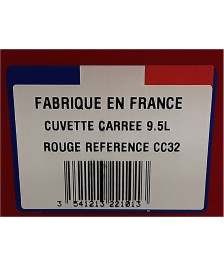 FABRIQUE EN FRANCE
CUVETTE CARREE 9.5L
ROUGE REFERENCE CC32
3 541213 221013